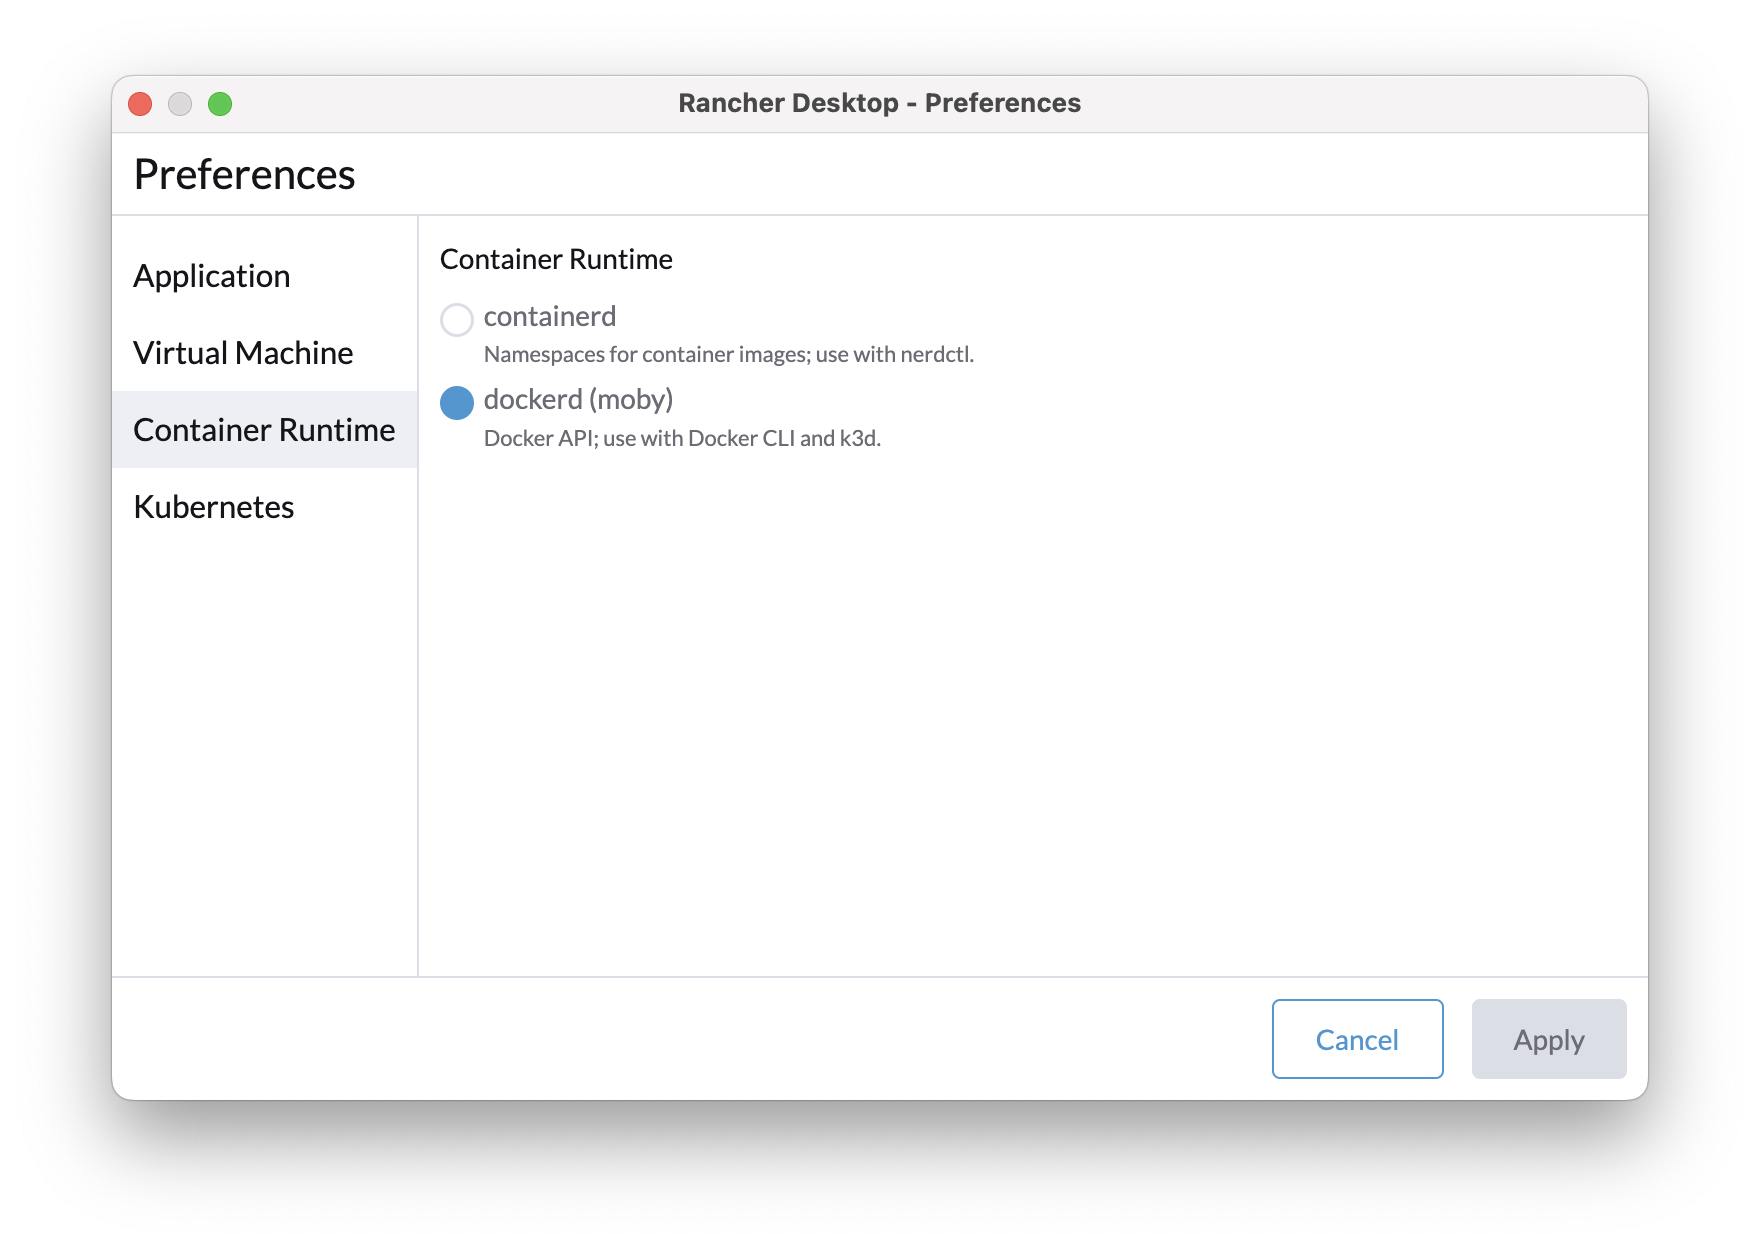 Rancher Desktop - Preferences
Preferences
Application
Virtual Machine
Container Runtime
Kubernetes
Container Runtime
containerd
Namespaces for container images; use with nerdctl.
dockerd (moby)
Docker API; use with Docker CLI and k3d.
Cancel
Apply